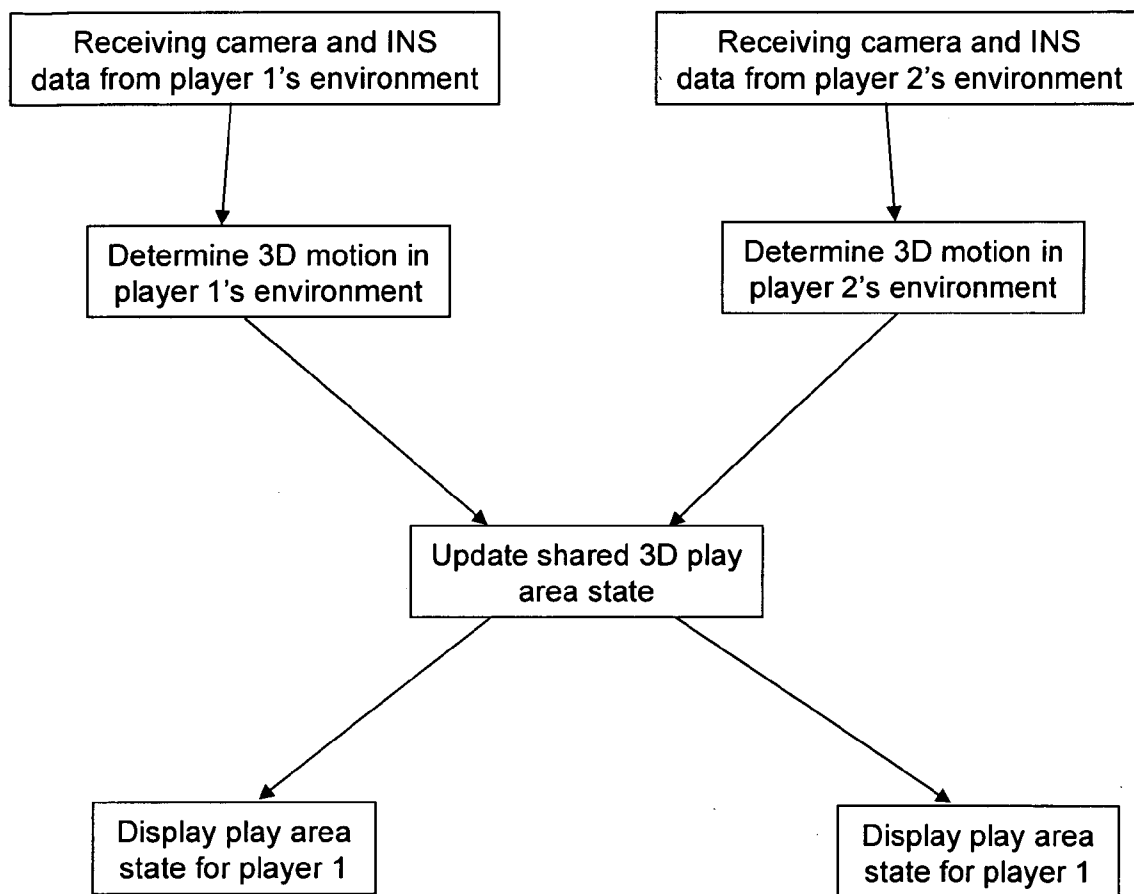 Receiving camera and INS
data from player 1's environment
Receiving camera and INS
data from player 2's environment
Determine 3D motion in
player 1's environment
Determine 3D motion in
player 2's environment
Update shared 3D play
area state
Display play area
state for player 1
Display play area
state for player 1